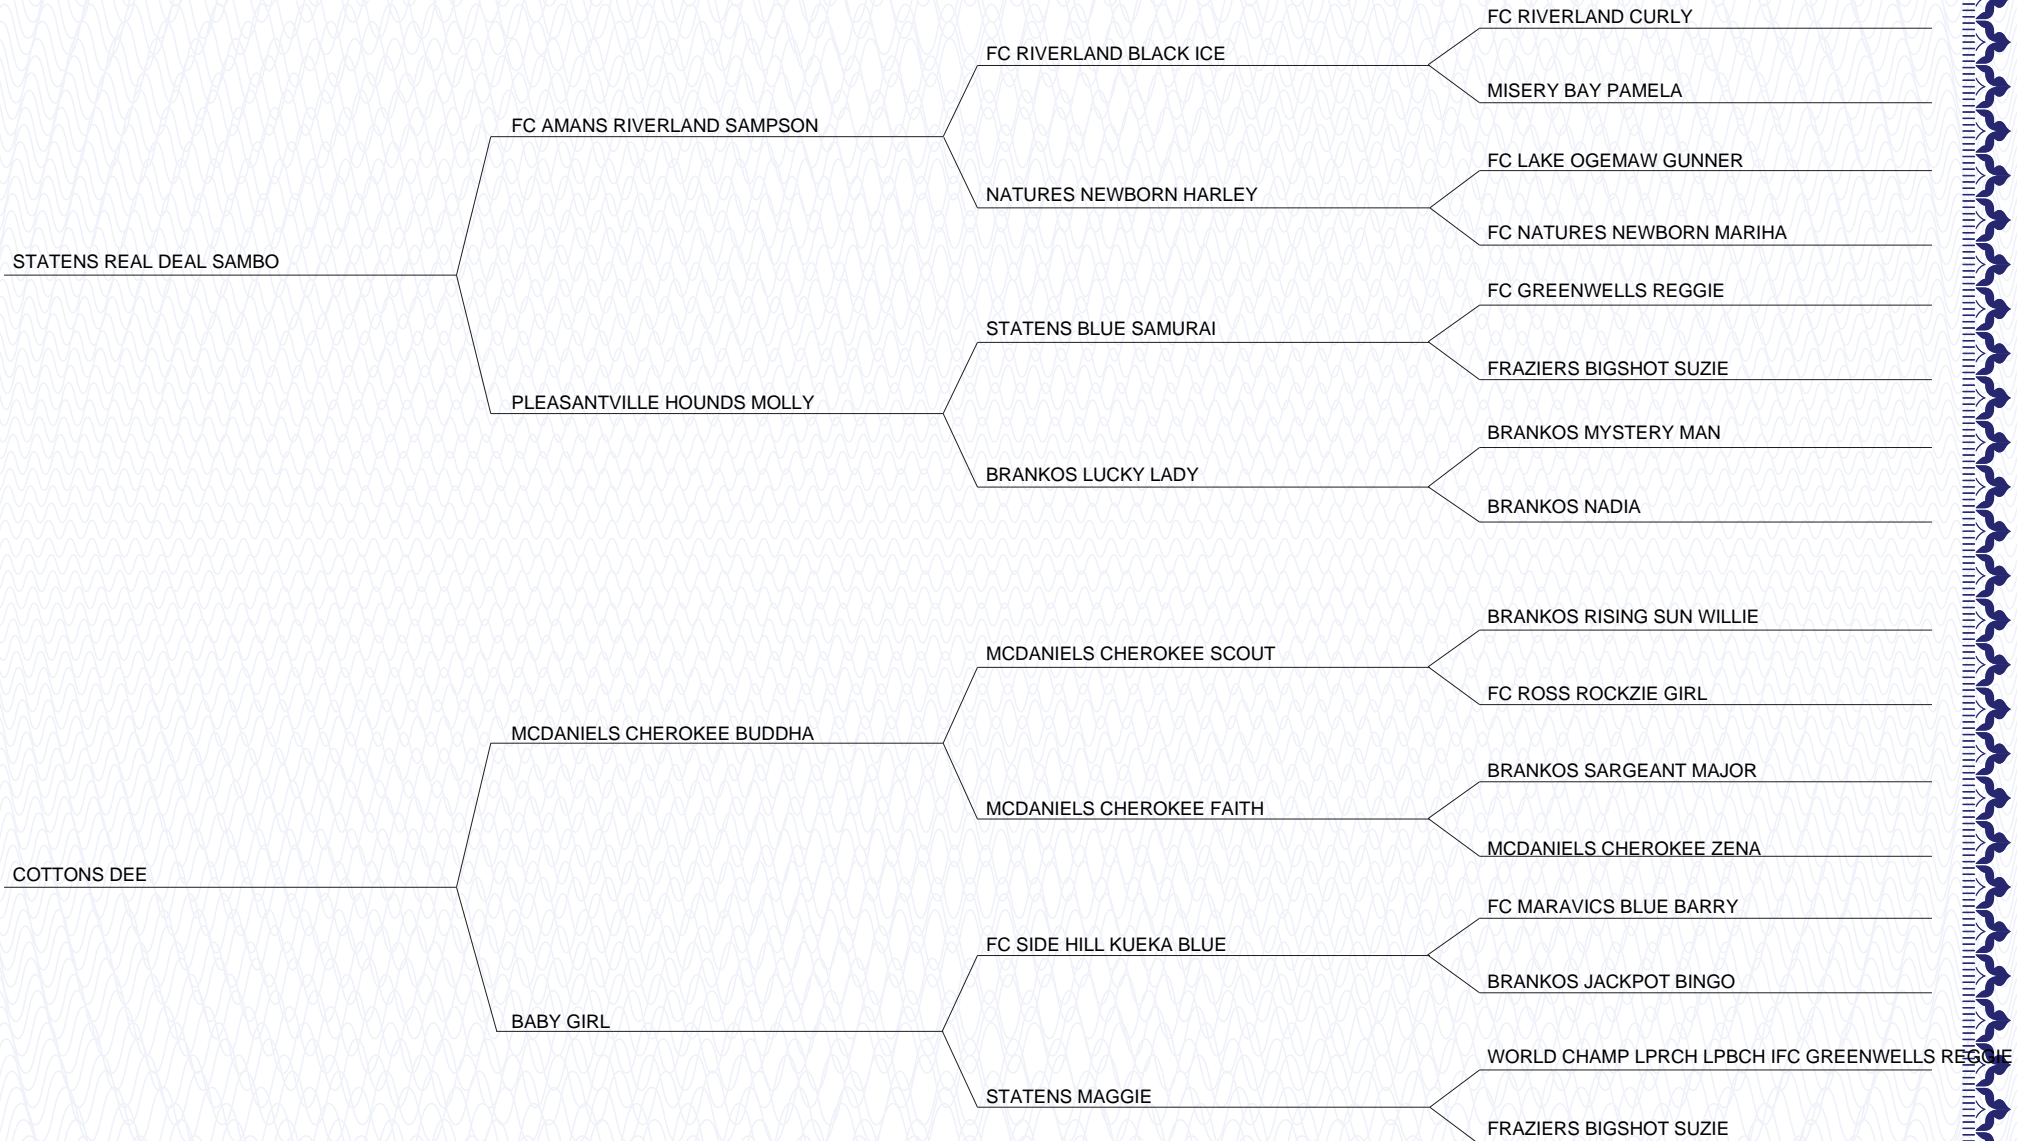 FC RIVERLAND CURLY
FC RIVERLAND BLACK ICE
MISERY BAY PAMELA
FC AMANS RIVERLAND SAMPSON
FC LAKE OGEMAW GUNNER
NATURES NEWBORN HARLEY
FC NATURES NEWBORN MARIHA
STATENS REAL DEAL SAMBO
FC GREENWELLS REGGIE
STATENS BLUE SAMURAI
FRAZIERS BIGSHOT SUZIE
PLEASANTVILLE HOUNDS MOLLY
BRANKOS MYSTERY MAN
BRANKOS LUCKY LADY
BRANKOS NADIA
BRANKOS RISING SUN WILLIE
MCDANIELS CHEROKEE SCOUT
FC ROSS ROCKZIE GIRL
MCDANIELS CHEROKEE BUDDHA
BRANKOS SARGEANT MAJOR
MCDANIELS CHEROKEE FAITH
MCDANIELS CHEROKEE ZENA
COTTONS DEE
FC MARAVICS BLUE BARRY
FC SIDE HILL KUEKA BLUE
BRANKOS JACKPOT BINGO
BABY GIRL
WORLD CHAMP LPRCH LPBCH IFC GREENWELLS REGGIE
STATENS MAGGIE
FRAZIERS BIGSHOT SUZIE